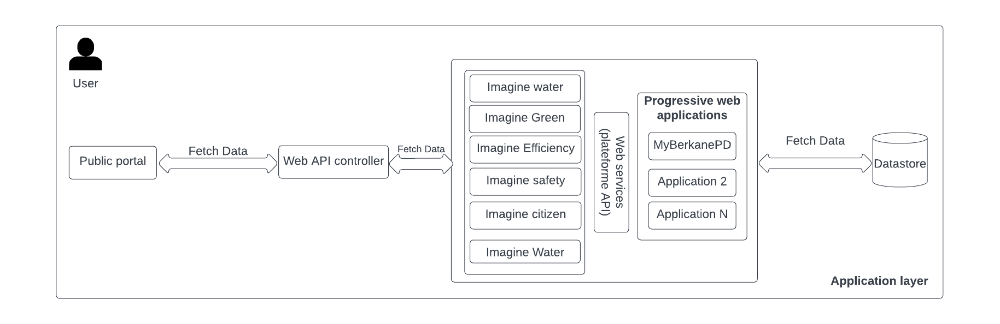 User
Public portal
Fetch Data
Web API controller
Fetch Data
Imagine water
Imagine Green
Imagine Efficiency
Imagine safety
Imagine citizen
Imagine Water
Web services
(plateforme API)
Progressive web
applications
MyBerkanePD
Application 2
Application N
Fetch Data
Datastore
Application layer